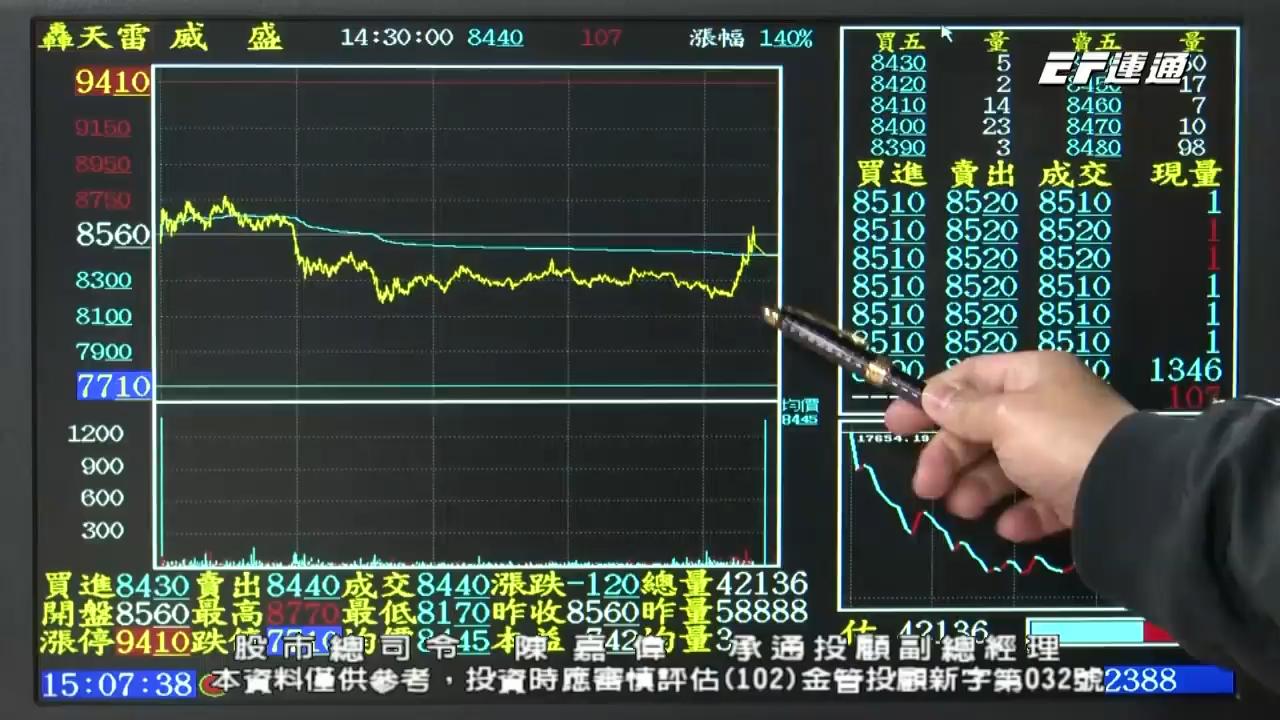 轟天雷 威 盛 14:30:00 8440 107 漲幅 140%
買五 量 賣五 量
8430 5
EF運通
8420 2 8450 17
8410 14 8460 7
8400 23 8470 10
8390 3 8480 98
買進 賣出 成交 現量
8510 8520 8510 1
8510 8520 8520 1
8510 8520 8520 1
8510 8520 8510 1
8510 8520 8510 1
8510 8520 8510 1
1346
107
9410
9150
8950
8750
8560
8300
8100
7900
7710
均價
8445
1200
900
600
300
買進8430賣出8440成交8440漲跌-120總量42136
開盤8560最高8770最低8170昨收8560昨量58888
漲停9410跌
8445
估 42136
股市總司令 陳嘉偉 承通投顧副總經理
15:07:38
本資料僅供參考，投資時應審慎評估(102)金管投顧新字第032號
2388